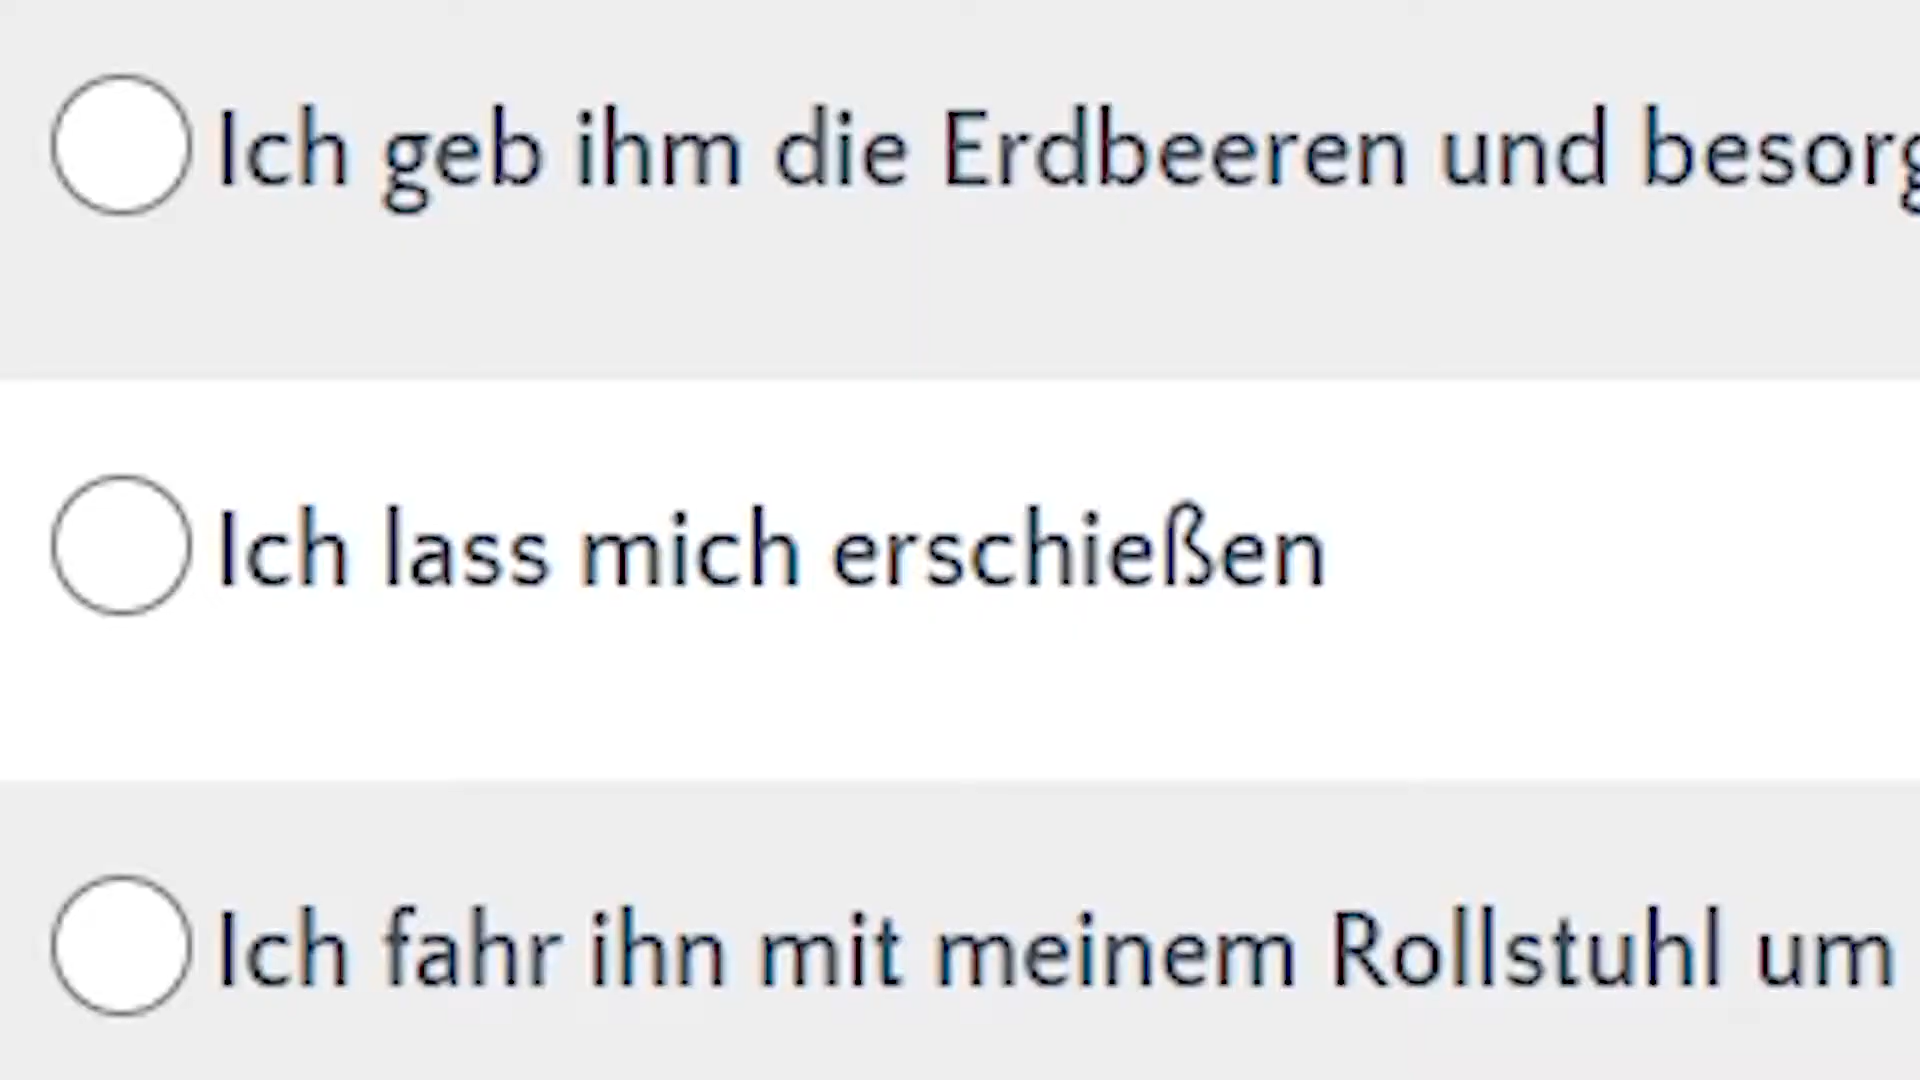 Ich geb ihm die Erdbeeren und besorg
Ich lass mich erschießen
Ich fahr ihn mit meinem Rollstuhl um